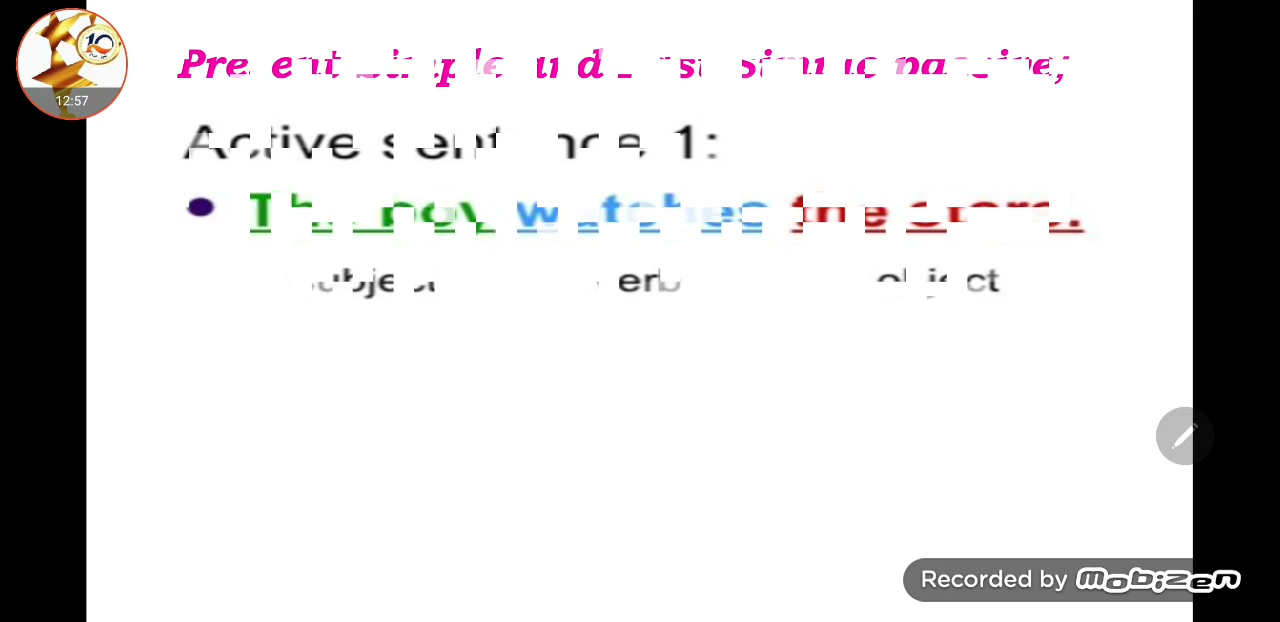 12:57
10
Present Simple and Past Simple passive;
Active sentence 1:
The boy watches the stars.
subject verb object
Recorded by Mobizen